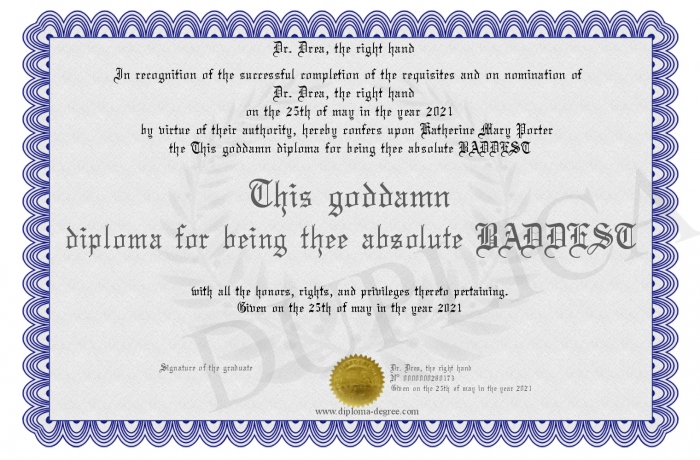 Dr. Drea, the right hand
In recognition of the successful completion of the requisites and on nomination of
Dr. Drea, the right hand
on the 25th of may in the year 2021
by virtue of their authority, hereby confers upon Katherine Mary Porter
the This goddamn diploma for being thee absolute BADDEST
This goddamn
diploma for being thee absolute BADDEST
with all the honors, rights, and privileges thereto pertaining.
Given on the 25th of may in the year 2021
DUPLICA
Signature of the graduate
Dr. Drea, the right hand
N° 0000000280173
Given on the 25th of may in the year 2021
www.diploma-degree.com